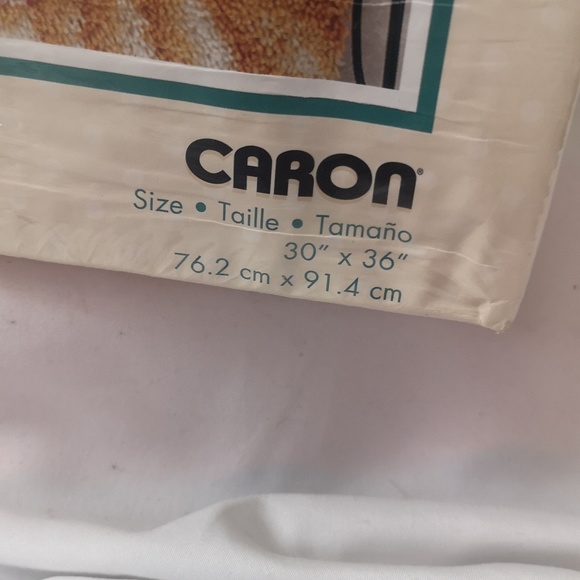 CARON®
Size • Taille • Tamaño
30" x 36"
76.2 cm x 91.4 cm